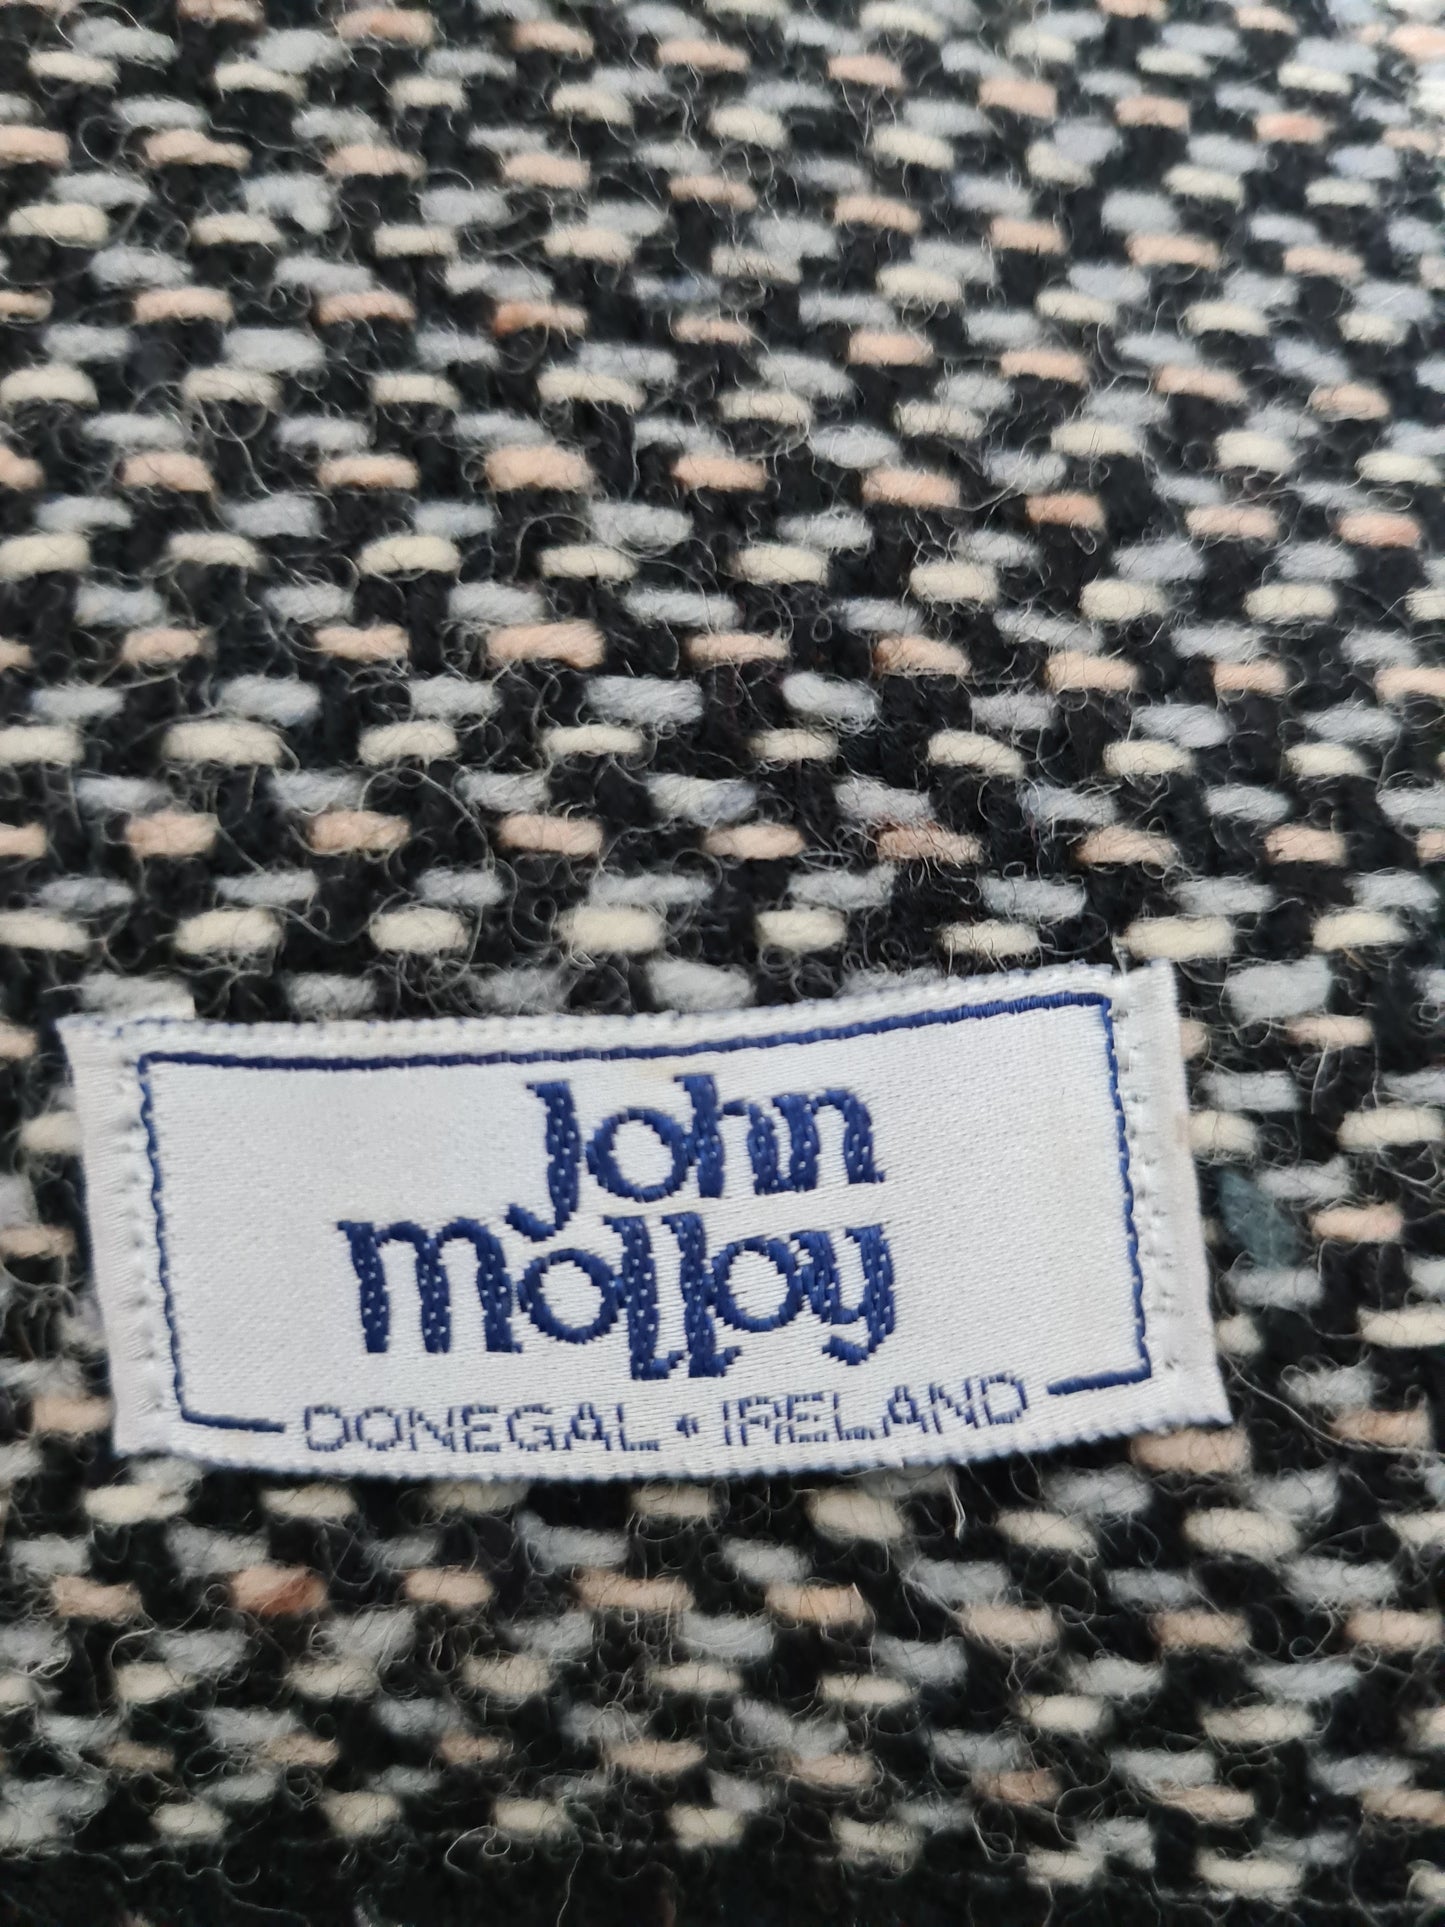 John
molloy
DONEGAL • IRELAND